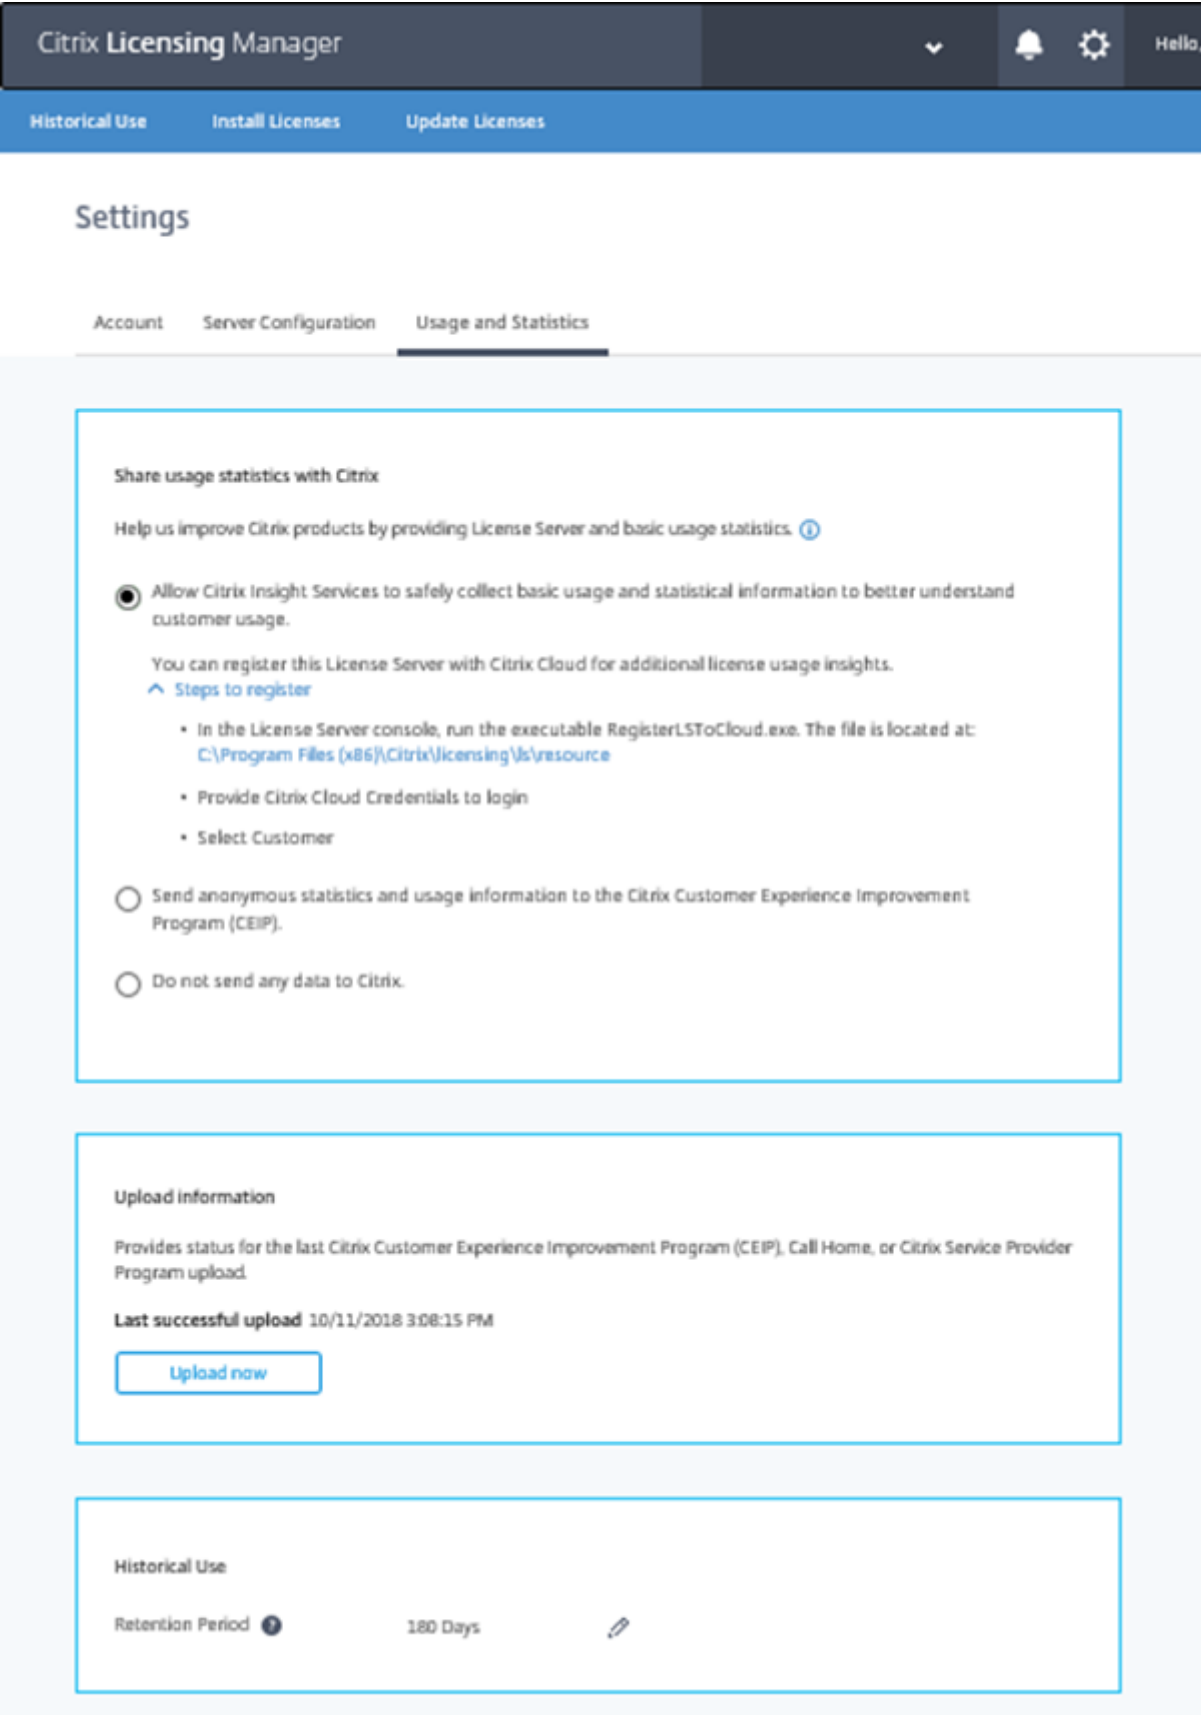 Citrix Licensing Manager
Hello,
Historical Use Install Licenses Update Licenses
Settings
Account Server Configuration Usage and Statistics
Share usage statistics with Citrix
Help us improve Citrix products by providing License Server and basic usage statistics.
Allow Citrix Insight Services to safely collect basic usage and statistical information to better understand
customer usage.
You can register this License Server with Citrix Cloud for additional license usage insights.
Steps to register
• In the License Server console, run the executable RegisterLSToCloud.exe. The file is located at:
C:\Program Files (x86)\Citrix\licensing\ls\resource
• Provide Citrix Cloud Credentials to login
• Select Customer
Send anonymous statistics and usage information to the Citrix Customer Experience Improvement
Program (CEIP).
Do not send any data to Citrix.
Upload information
Provides status for the last Citrix Customer Experience Improvement Program (CEIP), Call Home, or Citrix Service Provider
Program upload.
Last successful upload 10/11/2018 3:08:15 PM
Upload now
Historical Use
Retention Period ? 180 Days